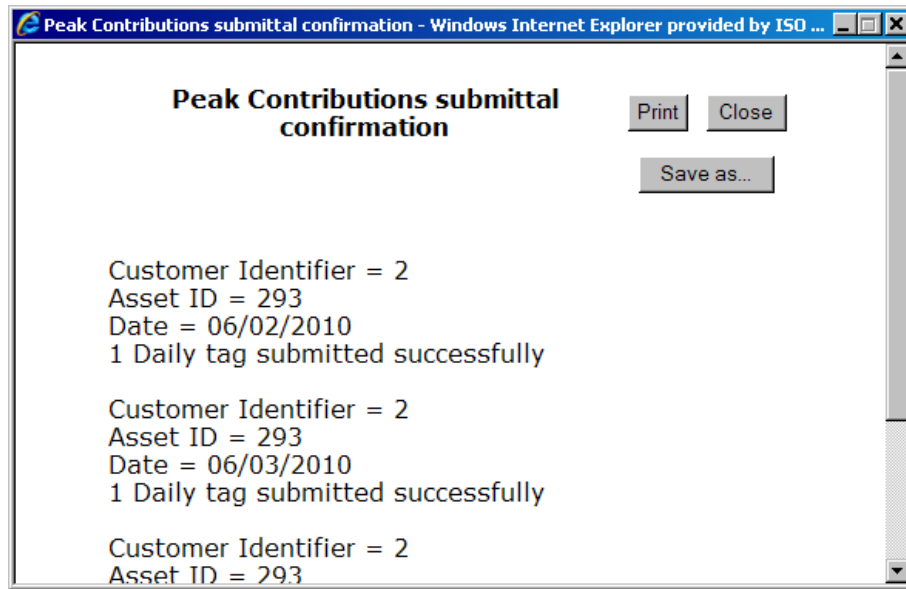 Peak Contributions submittal confirmation - Windows Internet Explorer provided by ISO ...
Peak Contributions submittal
confirmation
Print
Close
Save as...
Customer Identifier = 2
Asset ID = 293
Date = 06/02/2010
1 Daily tag submitted successfully
Customer Identifier = 2
Asset ID = 293
Date = 06/03/2010
1 Daily tag submitted successfully
Customer Identifier = 2
Asset ID = 293